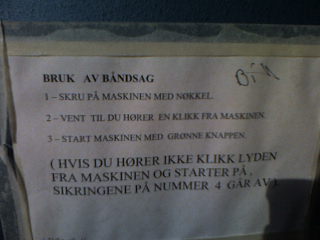 BRUK AV BÅNDSAG
1 – SKRU PÅ MASKINEN MED NØKKEL.
2 – VENT TIL DU HØRER EN KLIKK FRA MASKINEN.
3 – START MASKINEN MED GRØNNE KNAPPEN.
( HVIS DU HØRER IKKE KLIKK LYDEN
FRA MASKINEN OG STARTER PÅ ,
SIKRINGENE PÅ NUMMER 4 GÅR AV )